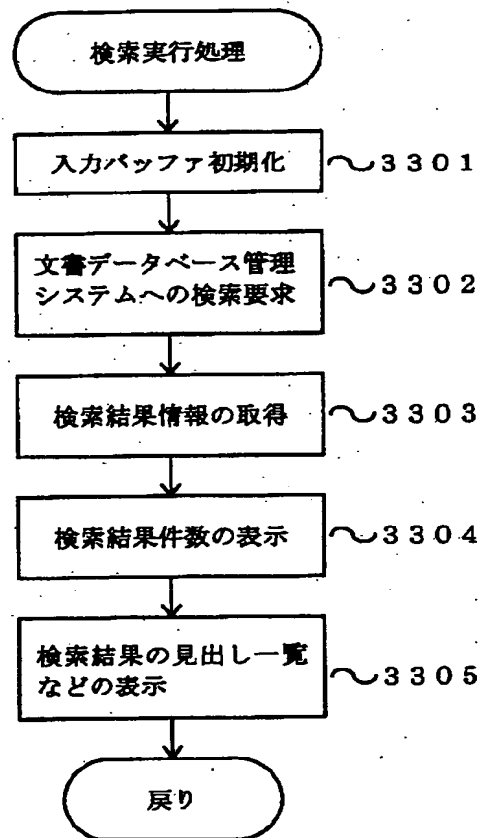 検索実行処理
入力バッファ初期化
3301
文書データベース管理
システムへの検索要求
3302
検索結果情報の取得
3303
検索結果件数の表示
3304
検索結果の見出し一覧
などの表示
3305
戻り